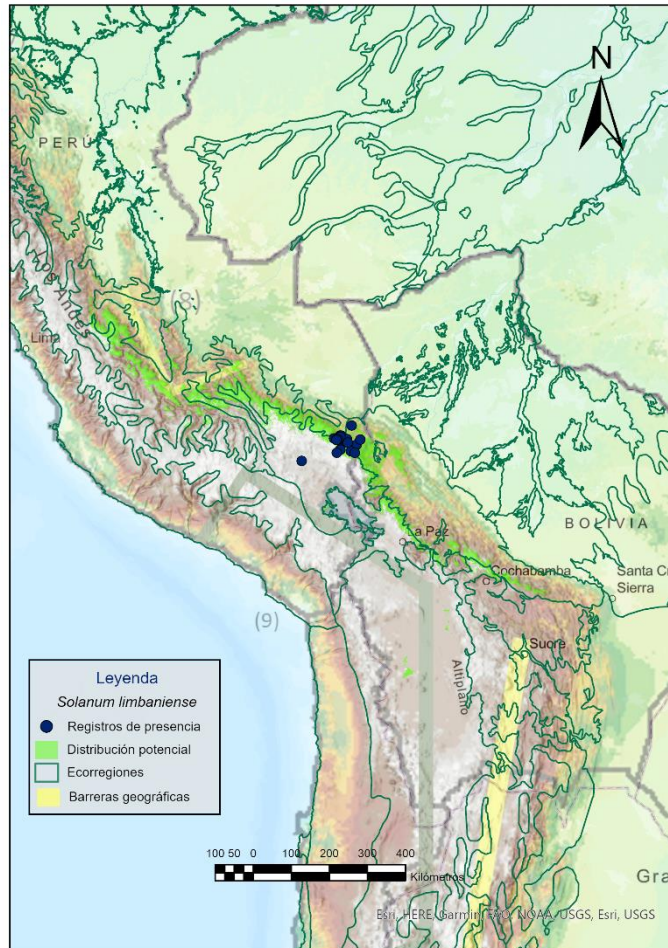 N
PERÚ
Los Andes
(8)
Lima
La Paz
BOLIVIA
Cochabamba
Santa Cr
Sierra
(9)
Sucre
Altiplano
Leyenda
Solanum limbaniense
Registros de presencia
Distribución potencial
Ecorregiones
Barreras geográficas
100 50 0 100 200 300 400
Kilómetros
Gra
Esri, HERE, Garmin, FAO, NOAA, USGS, Esri, USGS